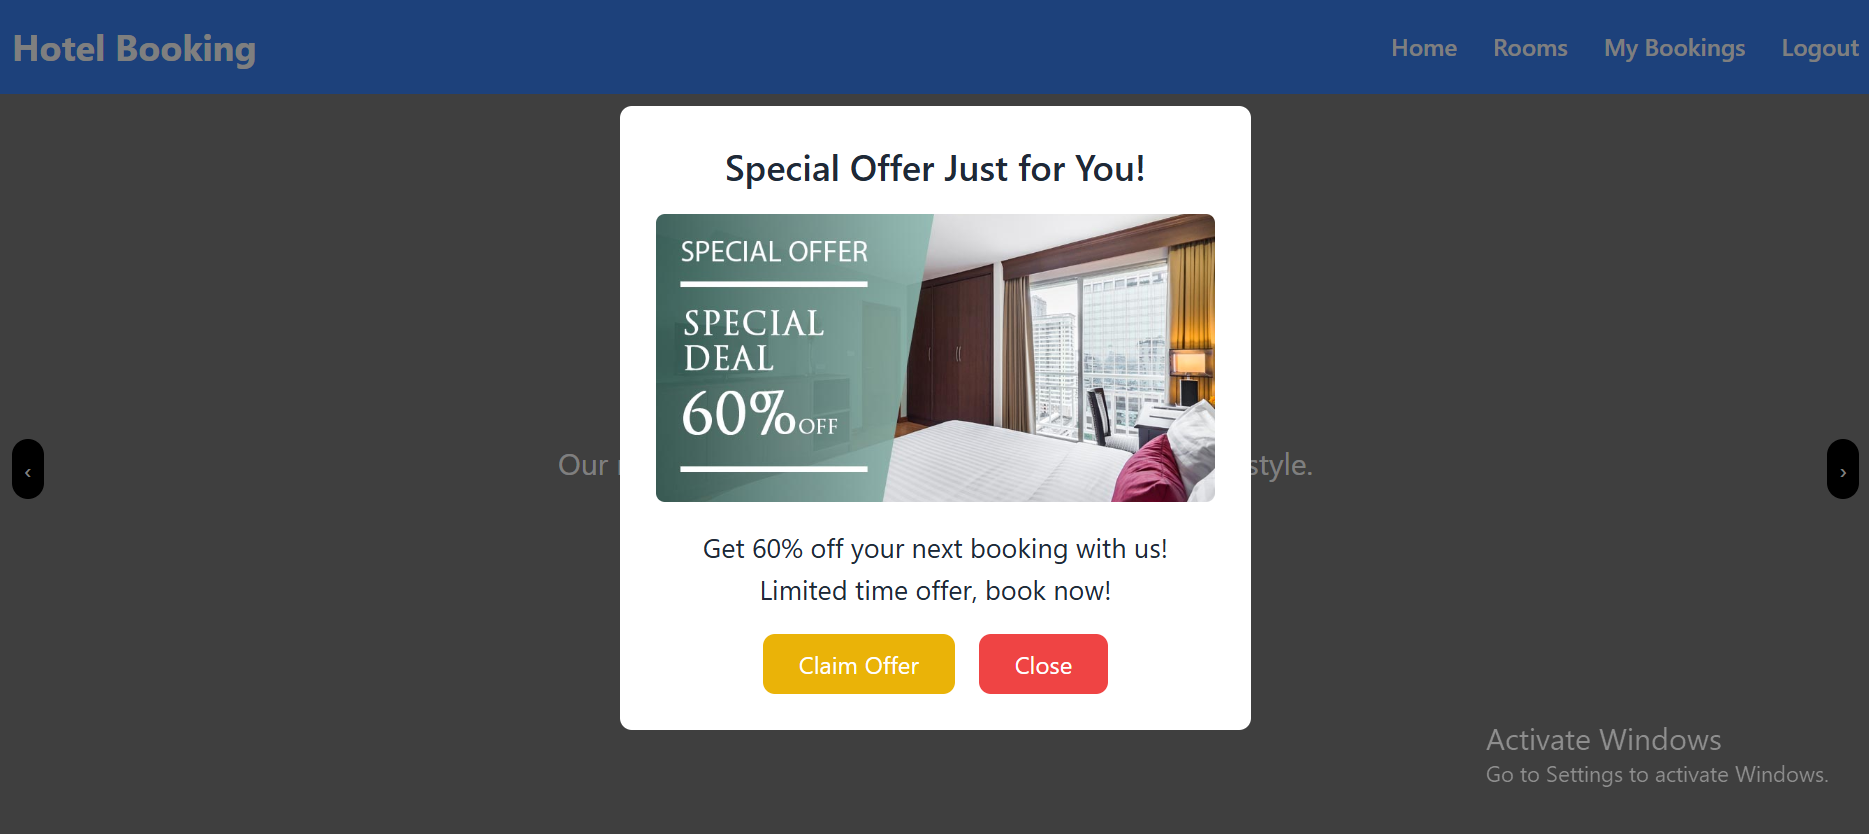 Hotel Booking
Home Rooms My Bookings Logout
Special Offer Just for You!
SPECIAL OFFER
SPECIAL
DEAL
60% OFF
‹
Our style.
›
Get 60% off your next booking with us!
Limited time offer, book now!
Claim Offer Close
Activate Windows
Go to Settings to activate Windows.